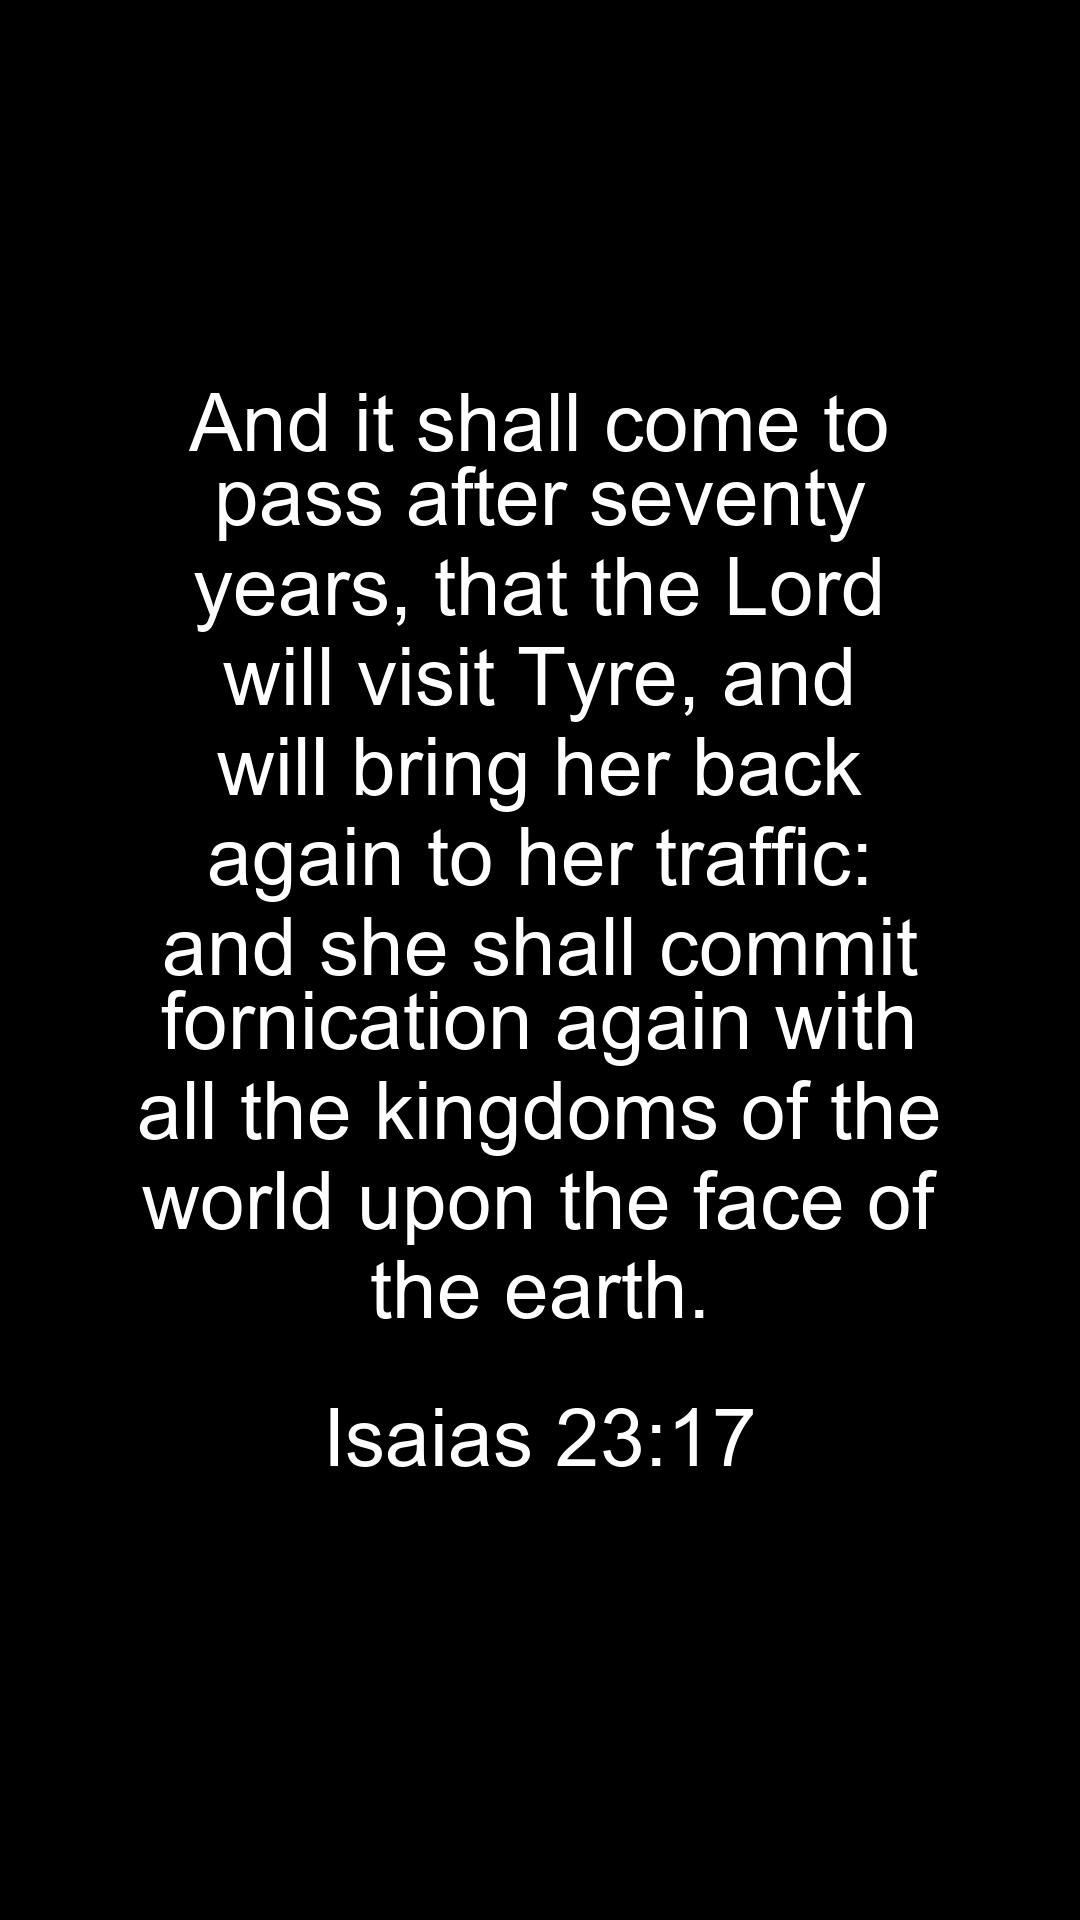 And it shall come to
pass after seventy
years, that the Lord
will visit Tyre, and
will bring her back
again to her traffic:
and she shall commit
fornication again with
all the kingdoms of the
world upon the face of
the earth.
Isaias 23:17